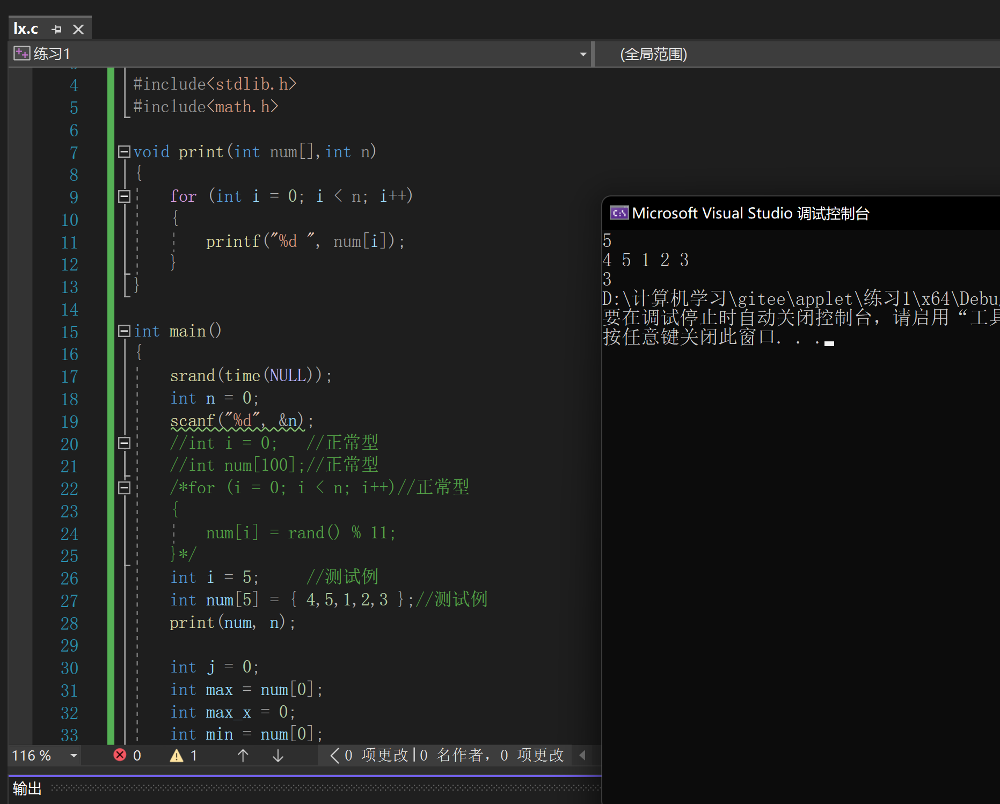 lx.c
练习1
(全局范围)
4 #include<stdlib.h>
5 #include<math.h>
6
7 void print(int num[],int n)
8 {
9 for (int i = 0; i < n; i++)
10 {
11 printf("%d ", num[i]);
12 }
13 }
14
15 int main()
16 {
17 srand(time(NULL));
18 int n = 0;
19 scanf("%d", &n);
20 //int i = 0;   //正常型
21 //int num[100];//正常型
22 /*for (i = 0; i < n; i++)//正常型
23 {
24 num[i] = rand() % 11;
25 }*/
26 int i = 5;     //测试例
27 int num[5] = { 4,5,1,2,3 };//测试例
28 print(num, n);
29
30 int j = 0;
31 int max = num[0];
32 int max_x = 0;
33 int min = num[0];
116 % 0 1 0 项更改|0 名作者, 0 项更改
输出
Microsoft Visual Studio 调试控制台
5
4 5 1 2 3
3
D:\计算机学习\gitee\applet\练习1\x64\Debu
要在调试停止时自动关闭控制台，请启用“工具
按任意键关闭此窗口. . .